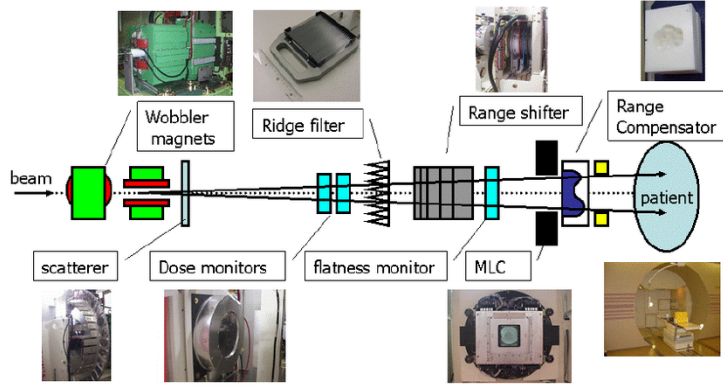 Wobbler
magnets
Ridge filter
Range shifter
Range
Compensator
beam
patient
scatterer
Dose monitors
flatness monitor
MLC